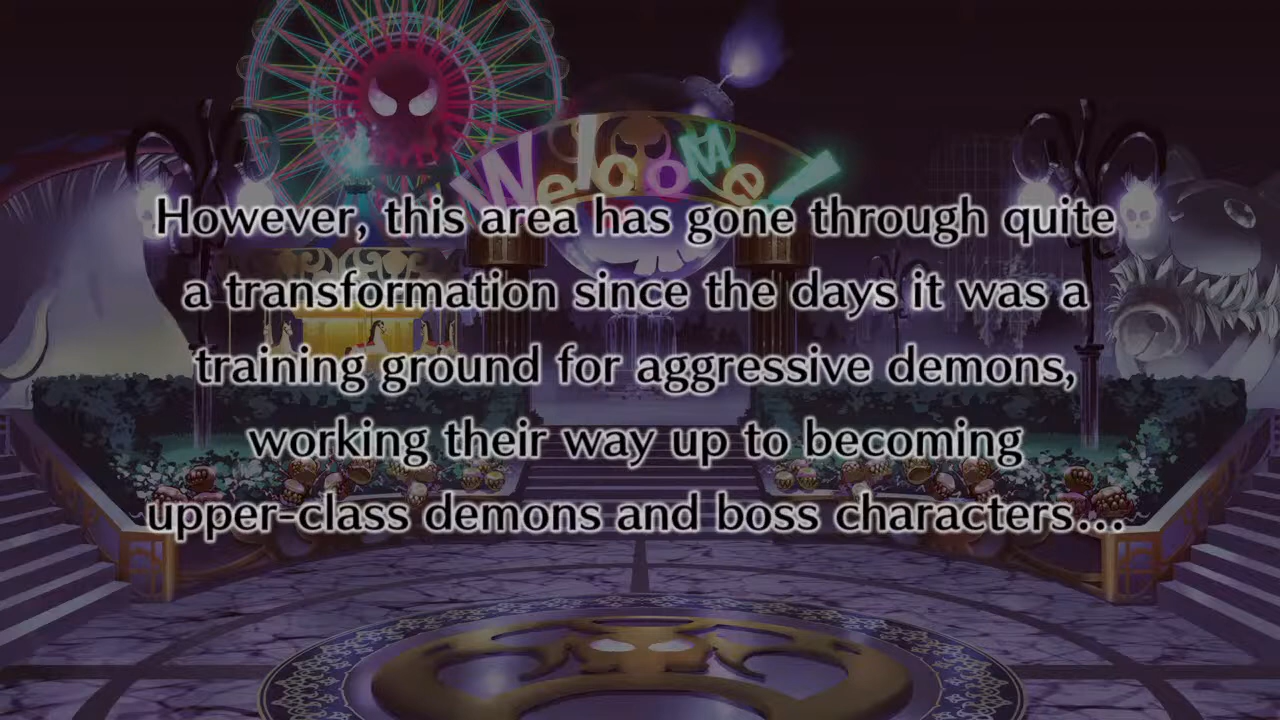 Welcome!
However, this area has gone through quite
a transformation since the days it was a
training ground for aggressive demons,
working their way up to becoming
upper-class demons and boss characters...